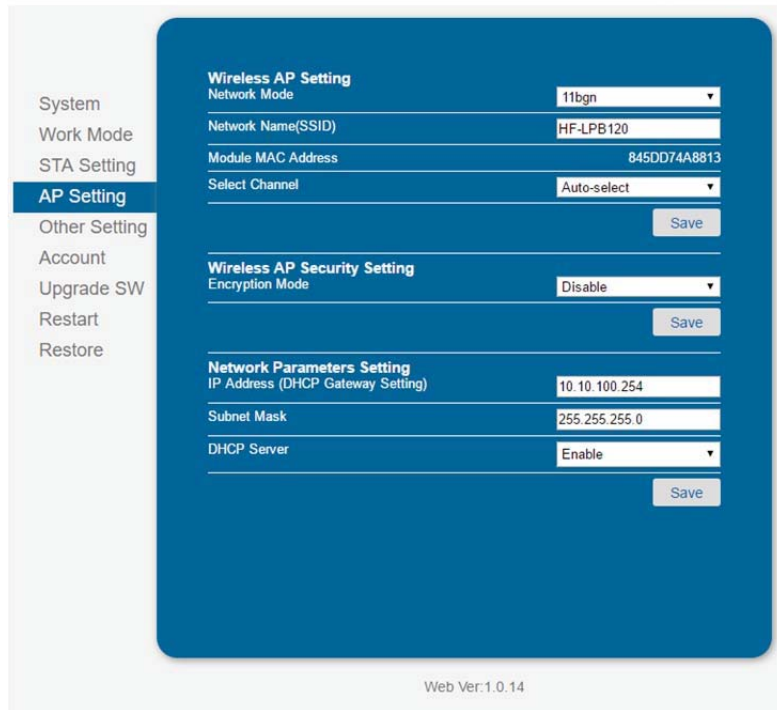 System
Work Mode
STA Setting
AP Setting
Other Setting
Account
Upgrade SW
Restart
Restore
Wireless AP Setting
Network Mode 11bgn
Network Name(SSID) HF-LPB120
Module MAC Address 845DD74A8813
Select Channel Auto-select
Save
Wireless AP Security Setting
Encryption Mode Disable
Save
Network Parameters Setting
IP Address (DHCP Gateway Setting) 10.10.100.254
Subnet Mask 255.255.255.0
DHCP Server Enable
Save
Web Ver:1.0.14